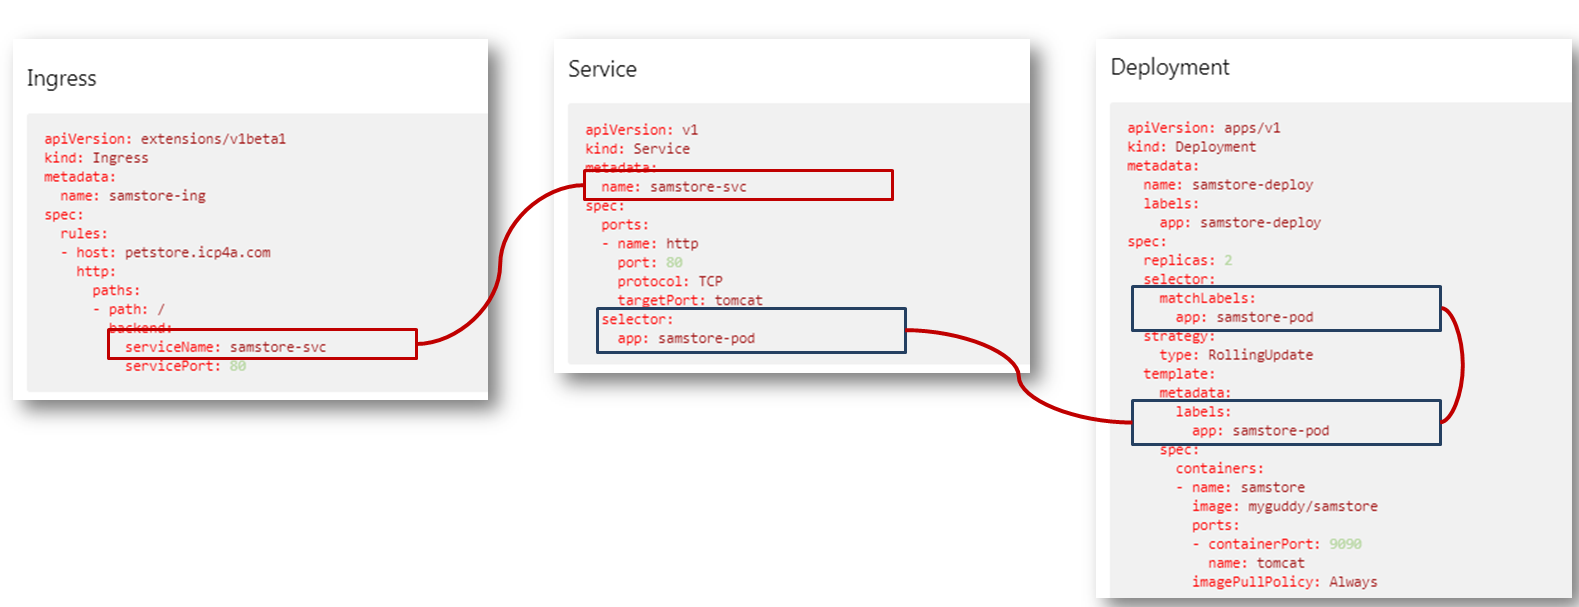 Ingress
apiVersion: extensions/v1beta1
kind: Ingress
metadata:
  name: samstore-ing
spec:
  rules:
  - host: petstore.icp4a.com
    http:
      paths:
      - path: /
        backend:
          serviceName: samstore-svc
          servicePort: 80
Service
apiVersion: v1
kind: Service
metadata:
  name: samstore-svc
spec:
  ports:
  - name: http
    port: 80
    protocol: TCP
    targetPort: tomcat
  selector:
    app: samstore-pod
Deployment
apiVersion: apps/v1
kind: Deployment
metadata:
  name: samstore-deploy
  labels:
    app: samstore-deploy
spec:
  replicas: 2
  selector:
    matchLabels:
      app: samstore-pod
  strategy:
    type: RollingUpdate
  template:
    metadata:
      labels:
        app: samstore-pod
    spec:
      containers:
      - name: samstore
        image: myguddy/samstore
        ports:
        - containerPort: 9090
          name: tomcat
        imagePullPolicy: Always